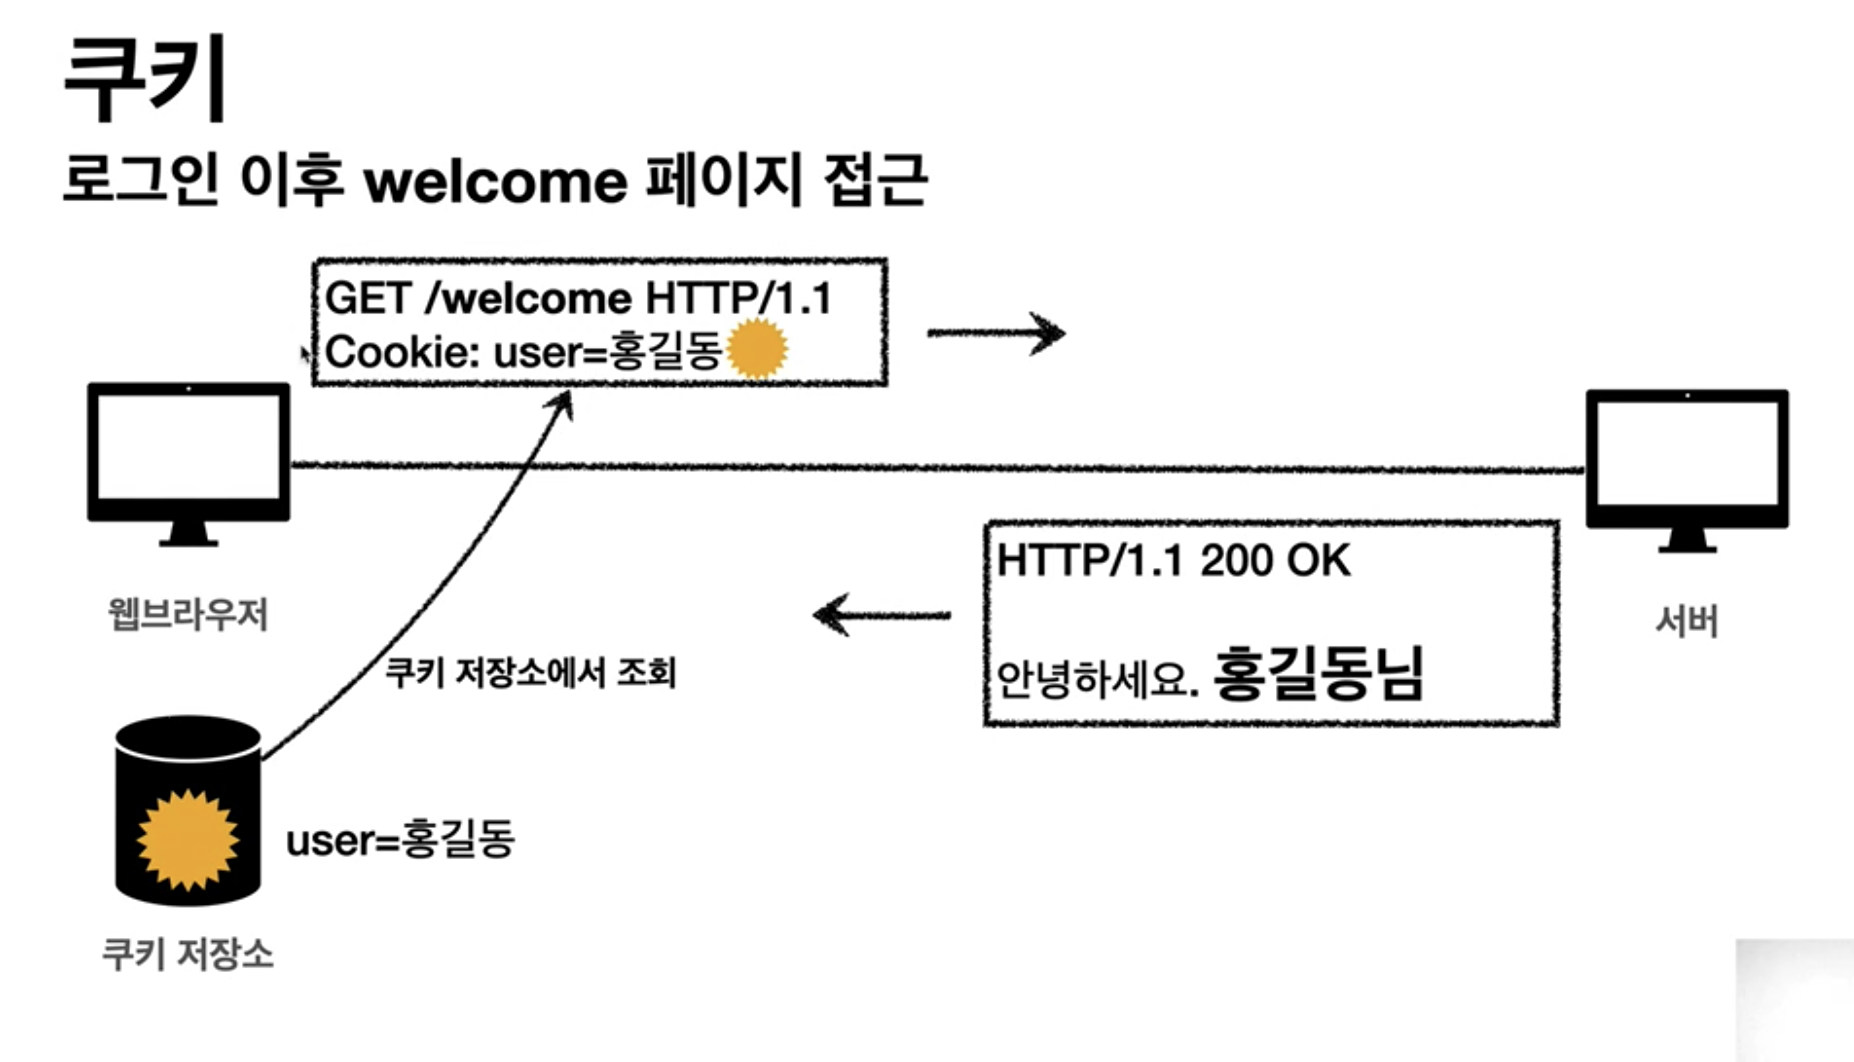 쿠키
로그인 이후 welcome 페이지 접근
GET /welcome HTTP/1.1
Cookie: user=홍길동
웹브라우저
서버
HTTP/1.1 200 OK
안녕하세요. 홍길동님
쿠키 저장소에서 조회
user=홍길동
쿠키 저장소